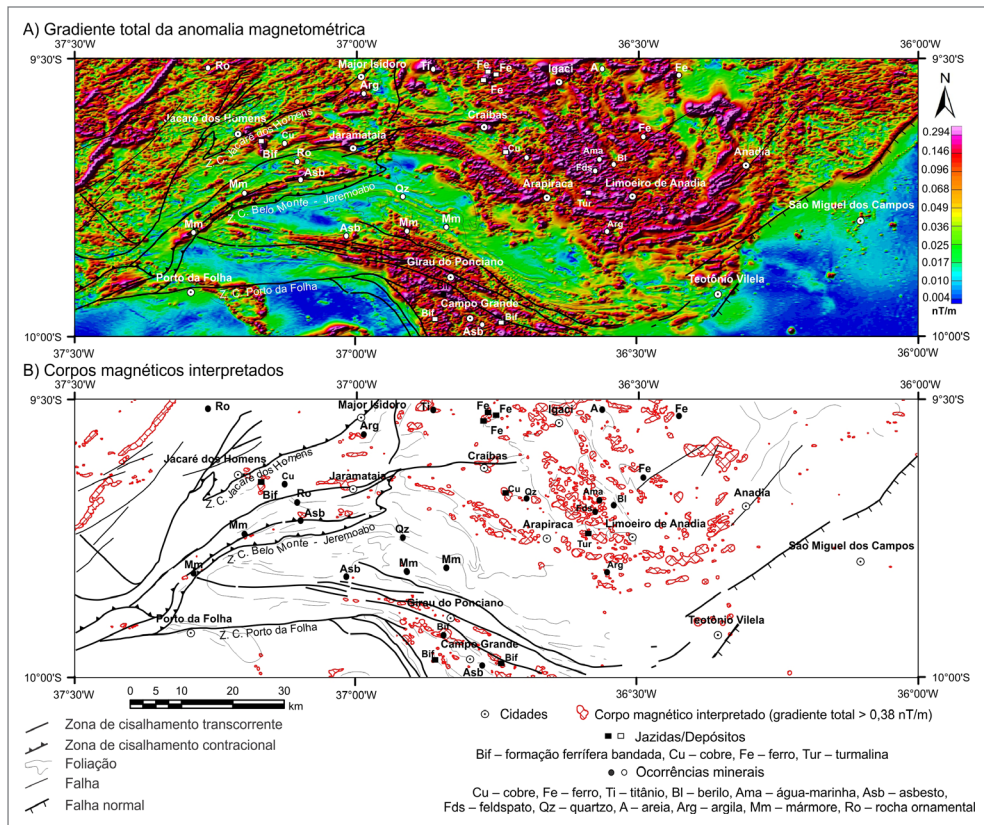 A) Gradiente total da anomalia magnetométrica
37°30'S 37°00'S 36°30'S 36°00'S
9°30'S 9°30'S
Ro Major Isidoro Ti Fe Fe Igaci A Fe
Arg Fe
N
Jacaré dos Homens Craíbas Fe
0.294
0.146
0.097
0.065
0.047
0.036
0.025
0.017
0.010
0.004
nT/m
Z. C. Jacaré dos Homens Cu Jaramataia Cu Ama Bl Anadia
Bif Ro Fds
Asb Arapiraca Limoeiro de Anadia
Mm Qz Tur
Z. C. Belo Monte - Jeremoabo São Miguel dos Campos
Mm Asb Mm Mm Arg
Girau do Ponciano
Porto da Folha Z. C. Porto da Folha Teotônio Vilela
Campo Grande
Bif Bif
Asb
10°00'S 10°00'S
37°30'S 37°00'S 36°30'S 36°00'S
B) Corpos magnéticos interpretados
9°30'S 9°30'S
Ro Major Isidoro Ti Fe Fe Igaci A Fe
Arg Fe
Jacaré dos Homens Craíbas Fe
Z. C. Jacaré dos Homens Cu Jaramataia Cu Qz Ama Bl Anadia
Bif Ro Fds
Asb Arapiraca Limoeiro de Anadia
Mm Qz Tur
Z. C. Belo Monte - Jeremoabo São Miguel dos Campos
Mm Asb Mm Mm Arg
Girau do Ponciano
Porto da Folha Z. C. Porto da Folha Bif Teotônio Vilela
Campo Grande
Bif Bif
Asb
10°00'S 10°00'S
37°30'S 37°00'S 36°30'S 36°00'S
0 10 20 30
km
Zona de cisalhamento transcorrente
Zona de cisalhamento contracional
Foliação
Falha
Falha normal
Cidades Corpo magnético interpretado (gradiente total > 0,38 nT/m)
Jazidas/Depósitos
Bif – formação ferrífera bandada, Cu – cobre, Fe – ferro, Tur – turmalina
Ocorrências minerais
Cu – cobre, Fe – ferro, Ti – titânio, Bl – berilo, Ama – água-marinha, Asb – asbesto,
Fds – feldspato, Qz – quartzo, A – areia, Arg – argila, Mm – mármore, Ro – rocha ornamental